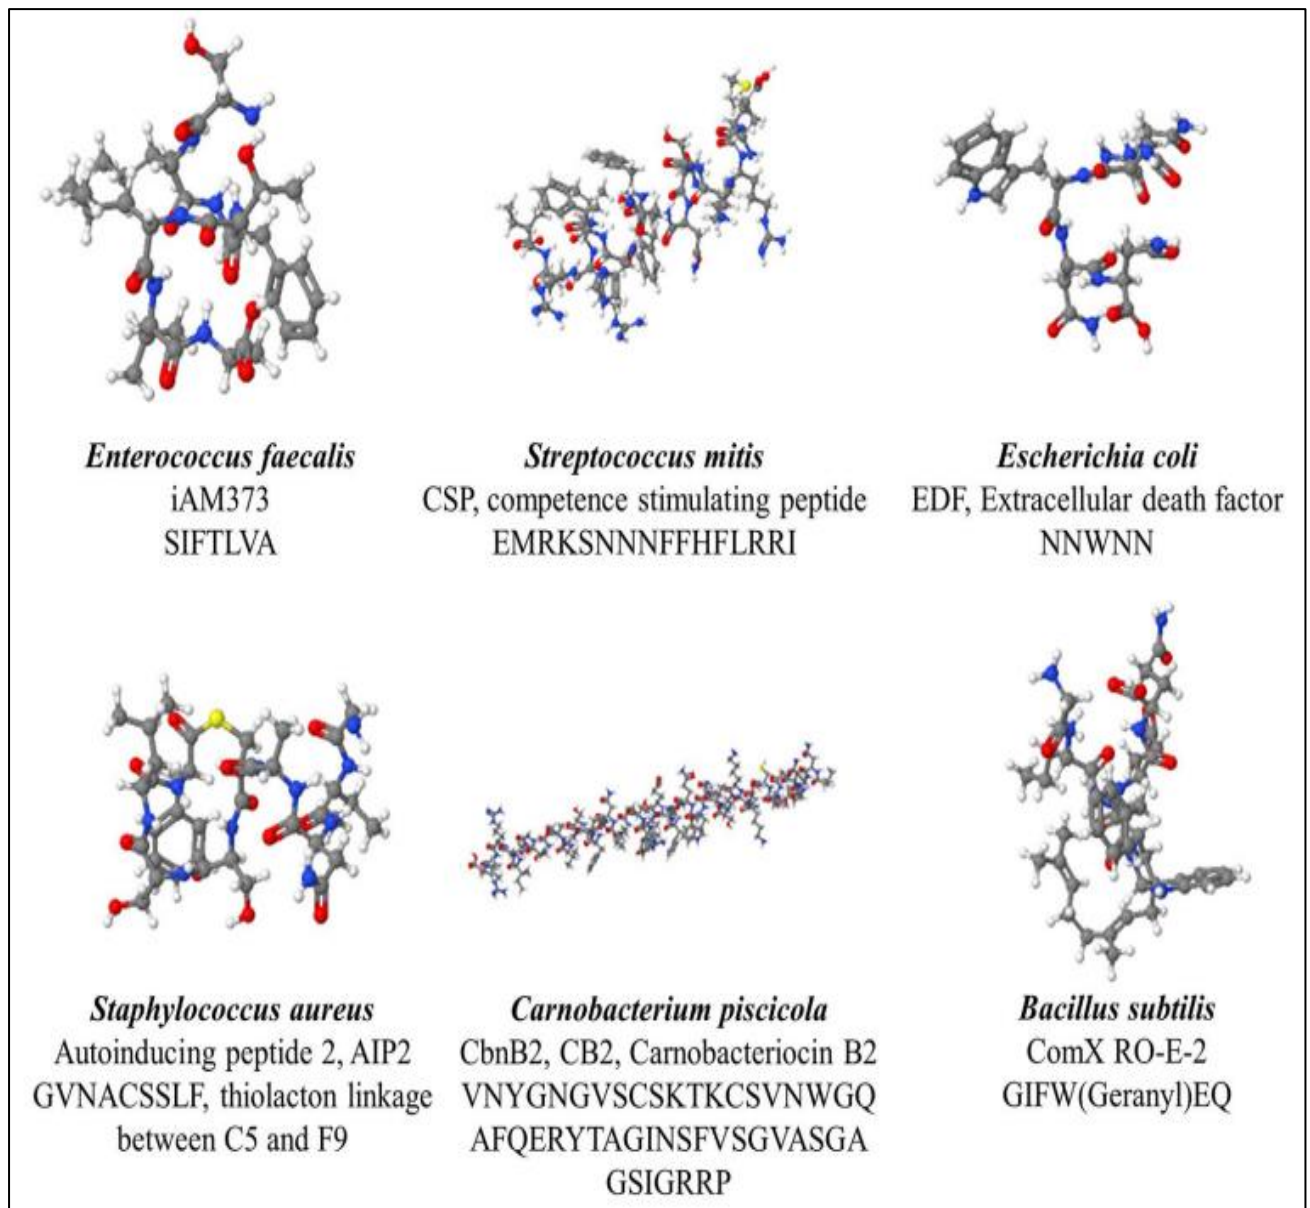 Enterococcus faecalis
iAM373
SIFTLVA
Streptococcus mitis
CSP, competence stimulating peptide
EMRKSNNNFFHFLRRI
Escherichia coli
EDF, Extracellular death factor
NNWNN
Staphylococcus aureus
Autoinducing peptide 2, AIP2
GVNACSSLF, thiolacton linkage
between C5 and F9
Carnobacterium piscicola
CbnB2, CB2, Carnobacteriocin B2
VNYGNGVSCSKTKCSVNWGQ
AFQERYTAGINSFVSGVASGA
GSIGRRP
Bacillus subtilis
ComX RO-E-2
GIFW(Geranyl)EQ